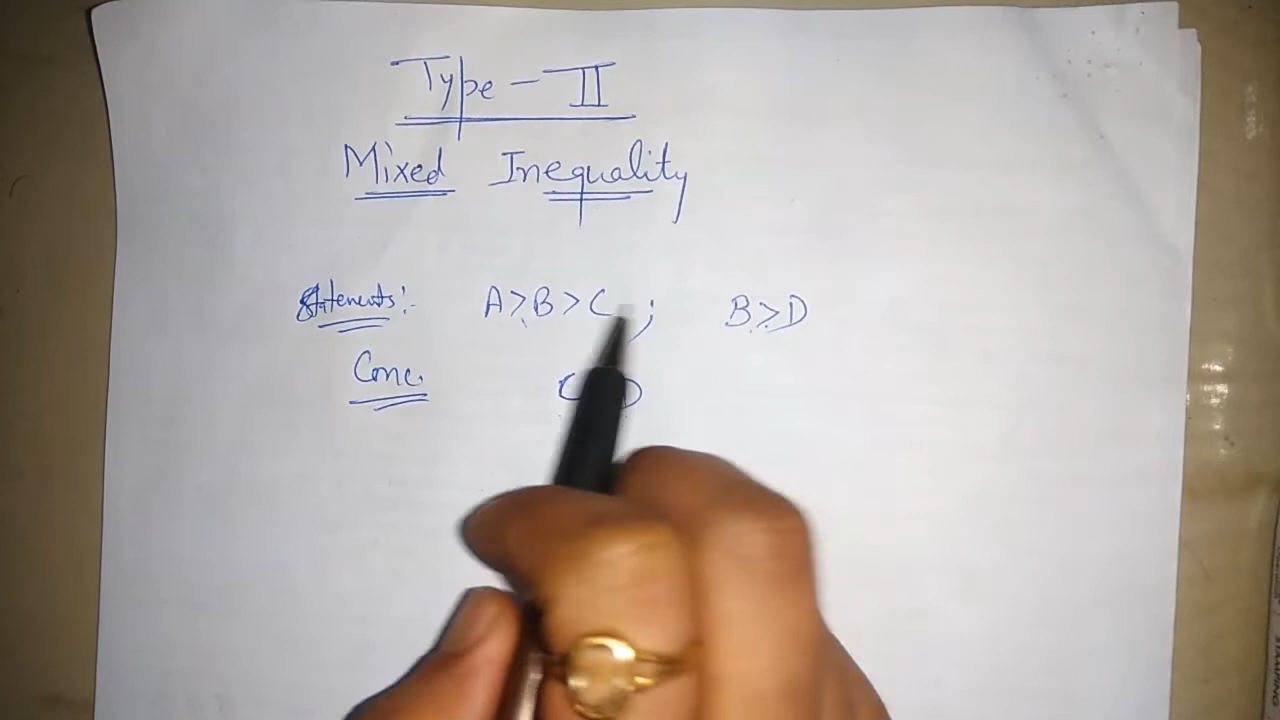 Type - II
Mixed Inequality
Statements:- A > B > C ; B > D
Conc. C D